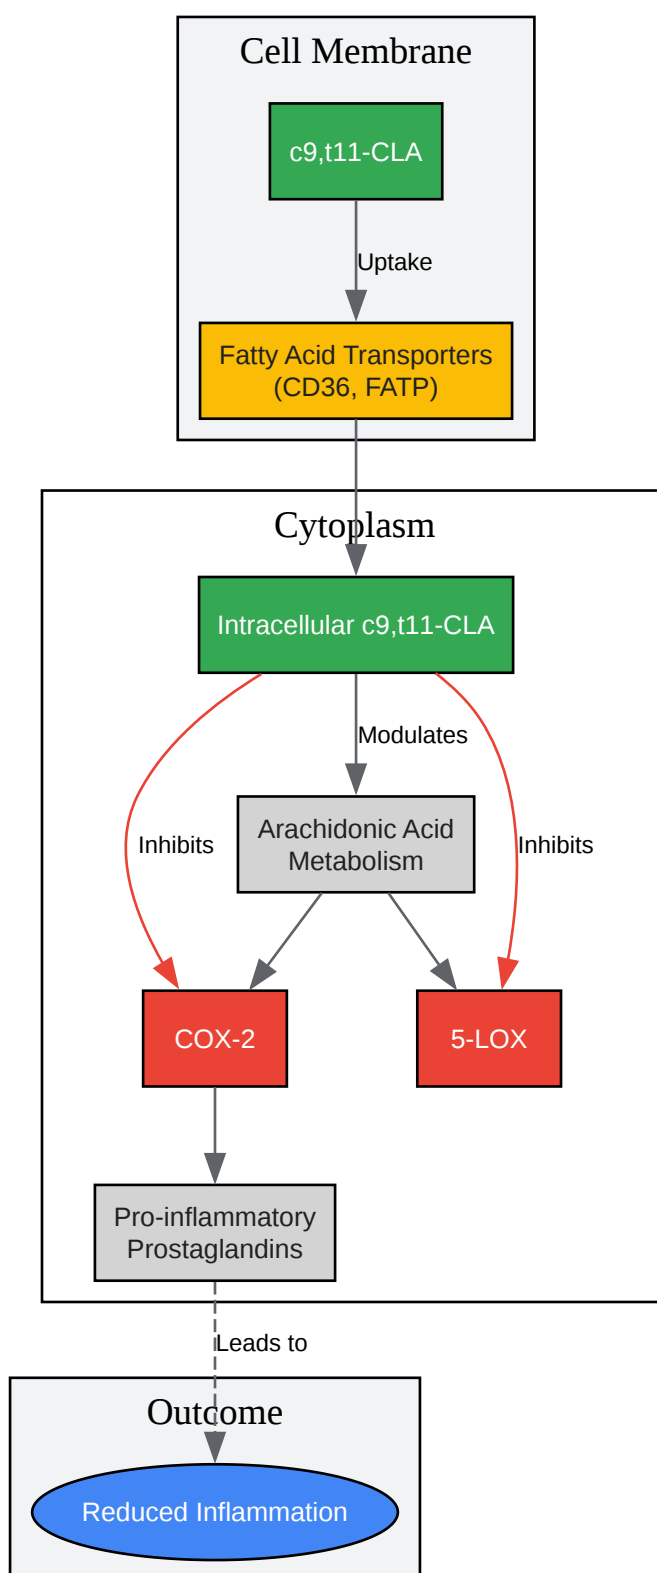 Cell Membrane
c9,t11-CLA
Uptake
Fatty Acid Transporters
(CD36, FATP)
Cytoplasm
Intracellular c9,t11-CLA
Modulates
Arachidonic Acid
Metabolism
Inhibits
Inhibits
COX-2
5-LOX
Pro-inflammatory
Prostaglandins
Leads to
Outcome
Reduced Inflammation